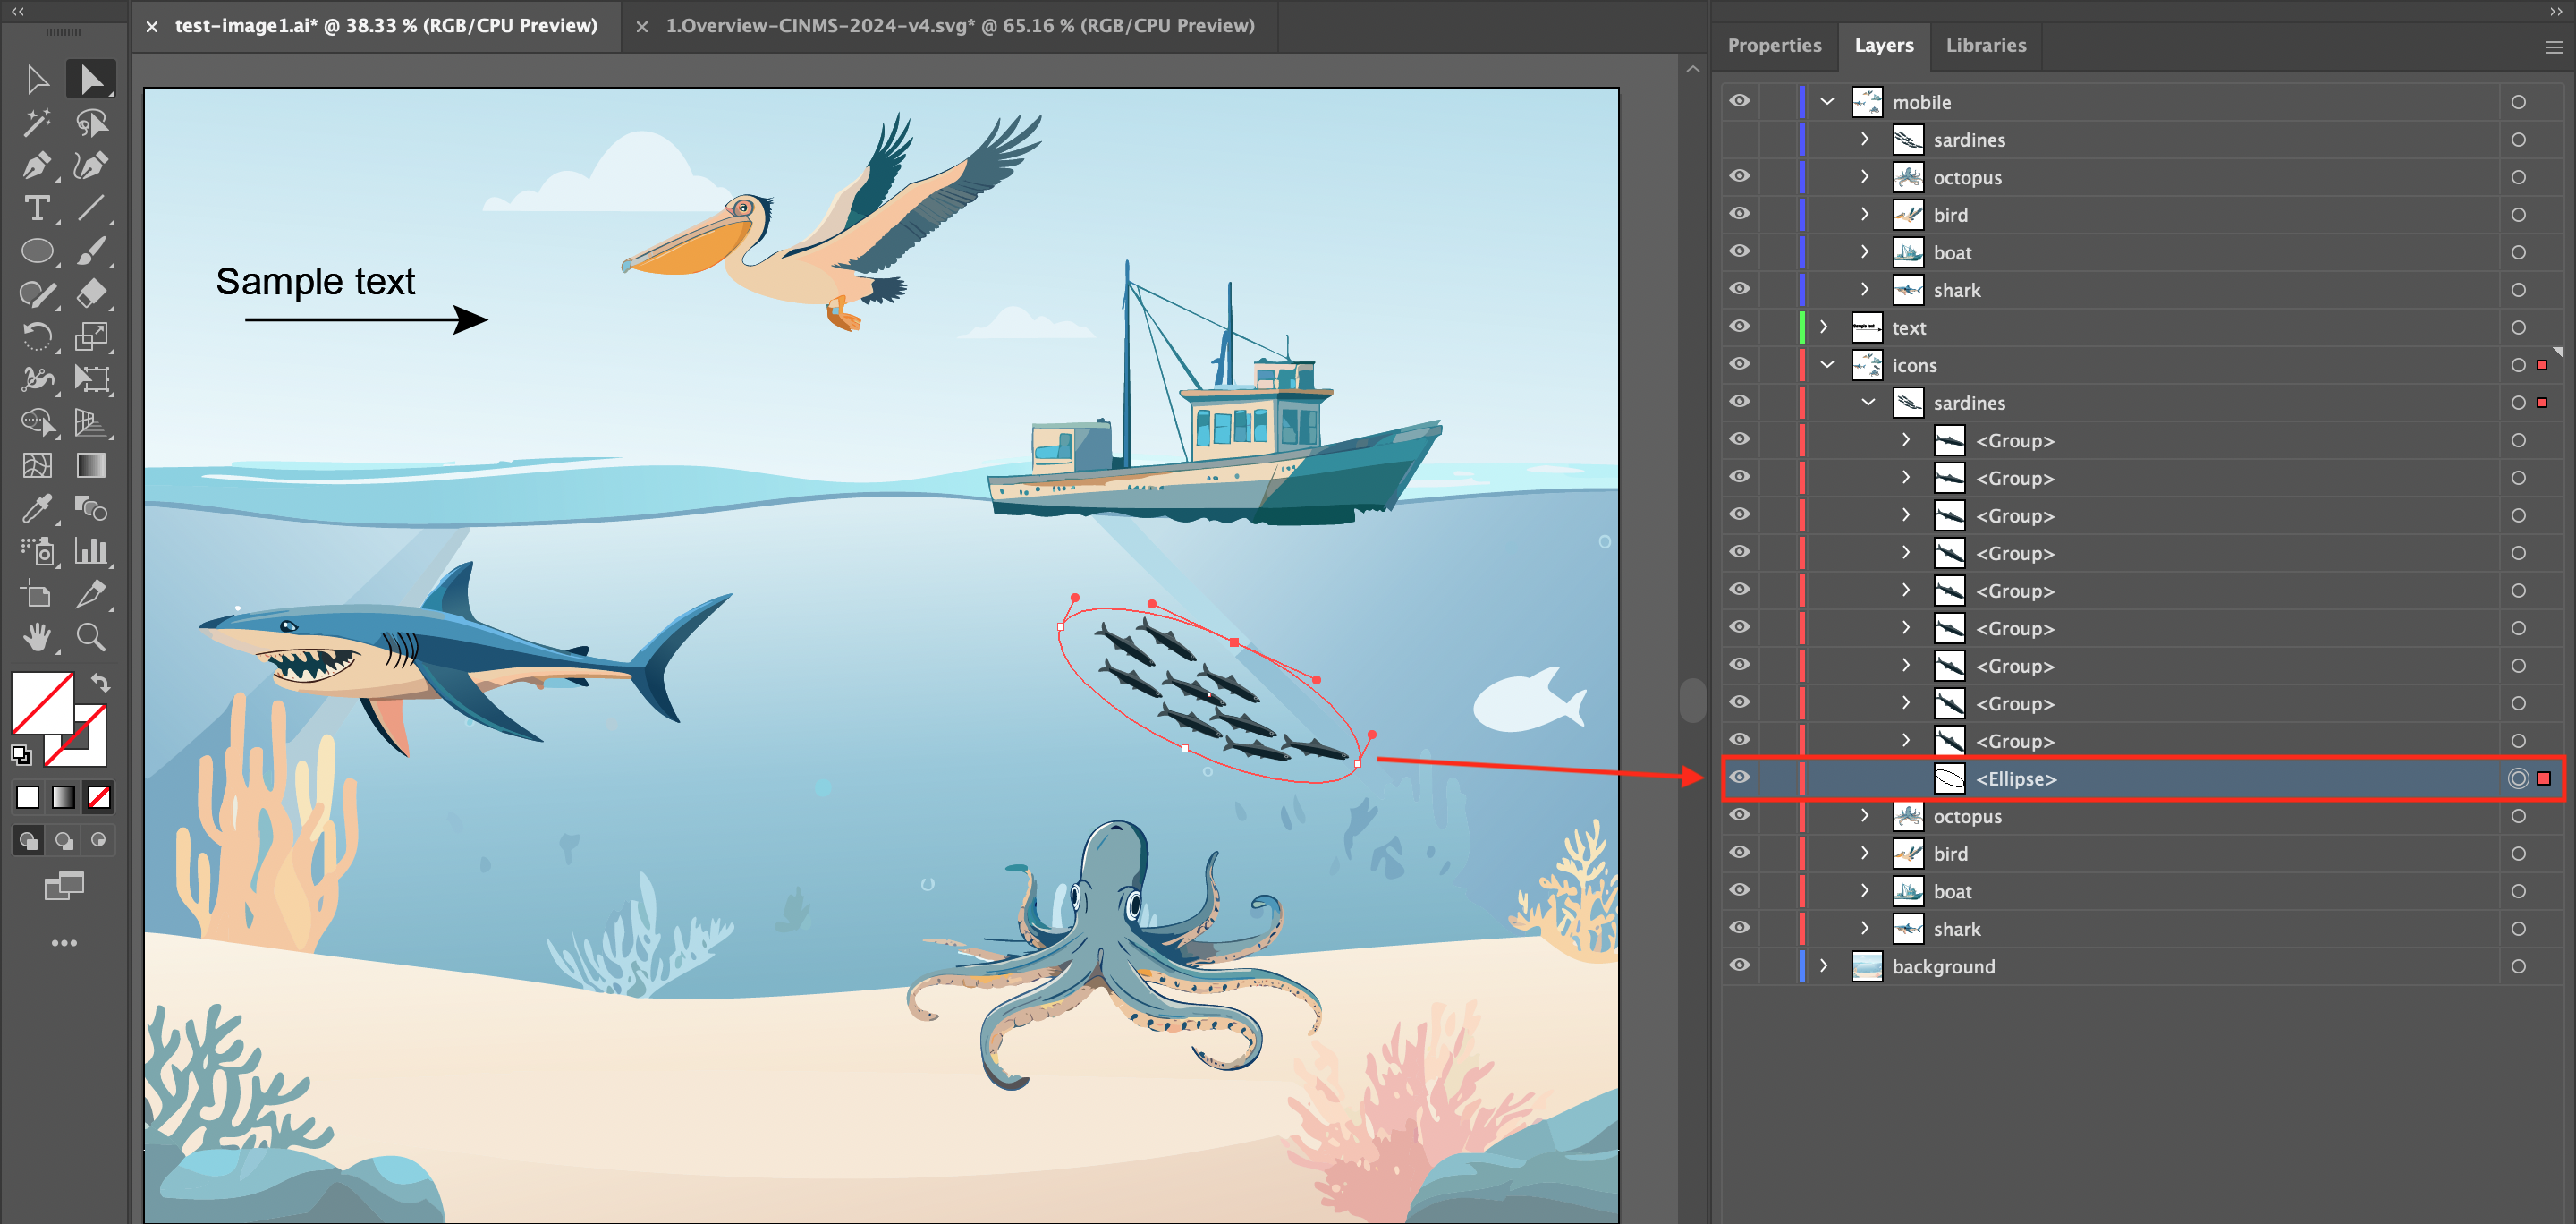 test-image1.ai* @ 38.33 % (RGB/CPU Preview)
1.Overview-CINMS-2024-v4.svg* @ 65.16 % (RGB/CPU Preview)
Properties
Layers
Libraries
Sample text
mobile
sardines
octopus
bird
boat
shark
text
icons
sardines
<Group>
<Group>
<Group>
<Group>
<Group>
<Group>
<Group>
<Group>
<Group>
<Ellipse>
octopus
bird
boat
shark
background